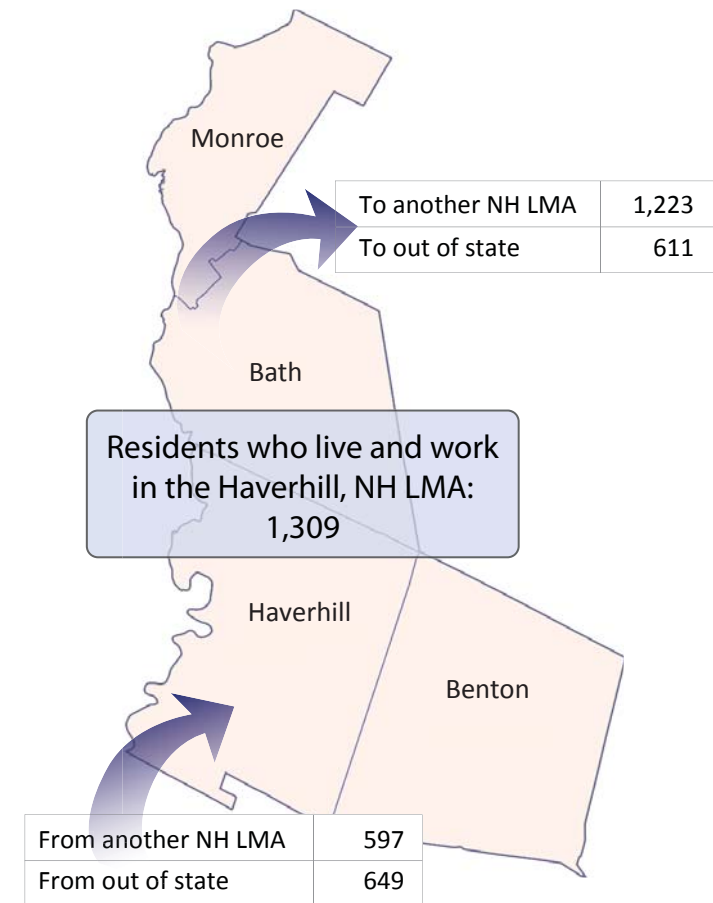 Monroe
To another NH LMA 1,223
To out of state 611
Bath
Residents who live and work
in the Haverhill, NH LMA:
1,309
Haverhill
Benton
From another NH LMA 597
From out of state 649